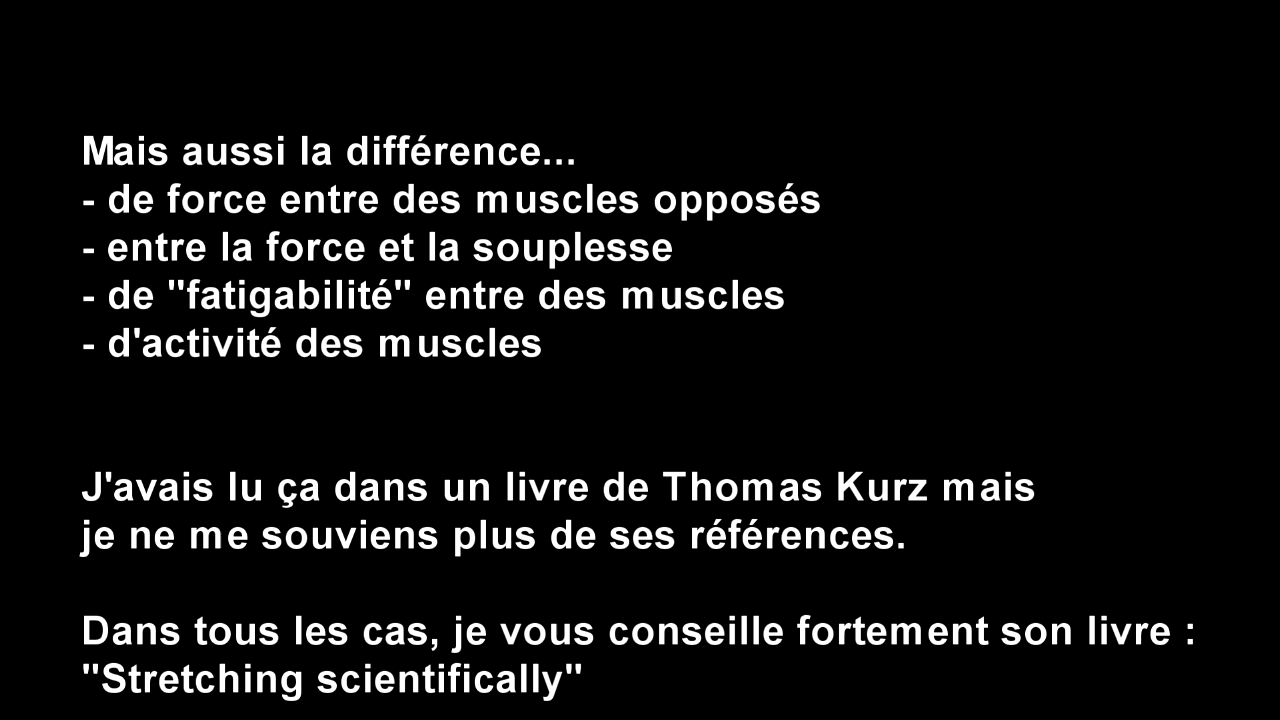 Mais aussi la différence...
- de force entre des muscles opposés
- entre la force et la souplesse
- de "fatigabilité" entre des muscles
- d'activité des muscles
J'avais lu ça dans un livre de Thomas Kurz mais
je ne me souviens plus de ses références.
Dans tous les cas, je vous conseille fortement son livre :
"Stretching scientifically"